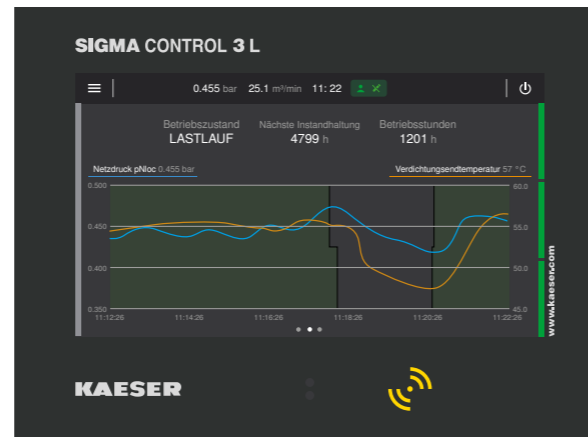 SIGMA CONTROL 3 L
0.455 bar 25.1 m³/min 11:22
Betriebszustand Nächste Instandhaltung Betriebsstunden
LASTLAUF 4799 h 1201 h
Netzdruck pNloc 0.455 bar Verdichtungsendtemperatur 57 °C
0.500 60.0
0.450 55.0
0.400 50.0
0.350 45.0
11:12:26 11:14:26 11:16:26 11:18:26 11:20:26 11:22:26
www.kaeser.com
KAESER